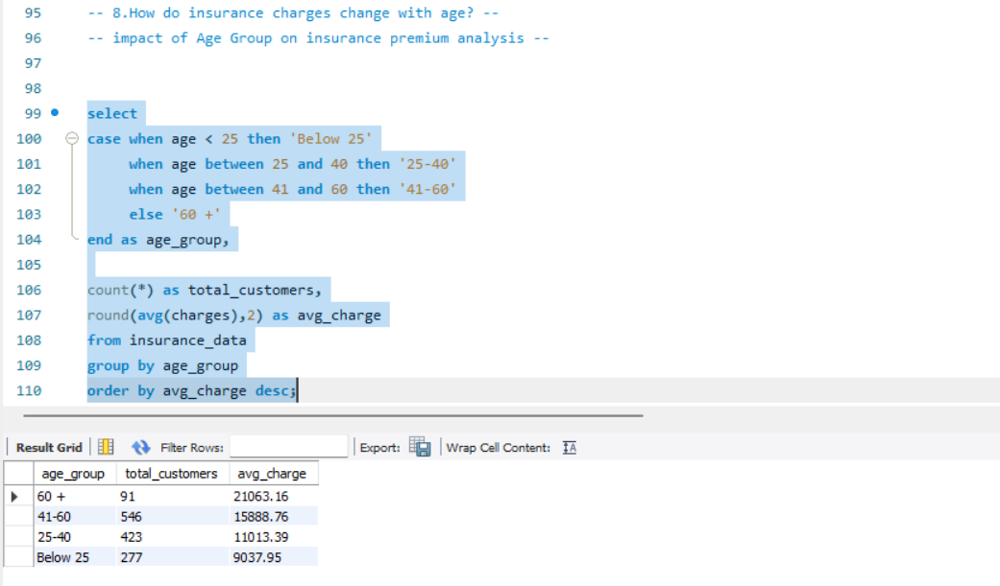 95 -- 8.How do insurance charges change with age? --
96 -- impact of Age Group on insurance premium analysis --
97
98
99 select
100 case when age < 25 then 'Below 25'
101 when age between 25 and 40 then '25-40'
102 when age between 41 and 60 then '41-60'
103 else '60 +'
104 end as age_group,
105
106 count(*) as total_customers,
107 round(avg(charges),2) as avg_charge
108 from insurance_data
109 group by age_group
110 order by avg_charge desc;
Result Grid Filter Rows: Export: Wrap Cell Content: IA
age_group total_customers avg_charge
60 + 91 21063.16
41-60 546 15888.76
25-40 423 11013.39
Below 25 277 9037.95